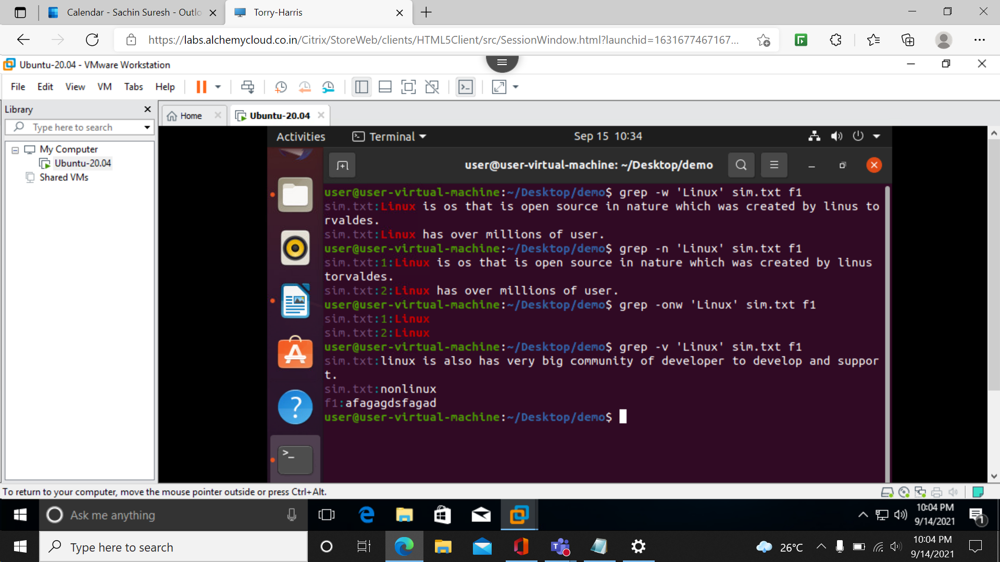 Calendar - Sachin Suresh - Outlo
Torry-Harris
https://labs.alchemycloud.co.in/Citrix/StoreWeb/clients/HTML5Client/src/SessionWindow.html?launchid=1631677467167...
Ubuntu-20.04 - VMware Workstation
File Edit View VM Tabs Help
Library
Type here to search
My Computer
Ubuntu-20.04
Shared VMs
Home
Ubuntu-20.04
Activities Terminal Sep 15 10:34
user@user-virtual-machine: ~/Desktop/demo
user@user-virtual-machine:~/Desktop/demo$ grep -w 'Linux' sim.txt f1
sim.txt:Linux is os that is open source in nature which was created by linus to
rvaldes.
sim.txt:Linux has over millions of user.
user@user-virtual-machine:~/Desktop/demo$ grep -n 'Linux' sim.txt f1
sim.txt:1:Linux is os that is open source in nature which was created by linus
torvaldes.
sim.txt:2:Linux has over millions of user.
user@user-virtual-machine:~/Desktop/demo$ grep -onw 'Linux' sim.txt f1
sim.txt:1:Linux
sim.txt:2:Linux
user@user-virtual-machine:~/Desktop/demo$ grep -v 'Linux' sim.txt f1
sim.txt:linux is also has very big community of developer to develop and suppor
t.
sim.txt:nonlinux
f1:afagagdsfagad
user@user-virtual-machine:~/Desktop/demo$
To return to your computer, move the mouse pointer outside or press Ctrl+Alt.
Ask me anything
10:04 PM
9/14/2021
1
Type here to search
26°C
10:04 PM
9/14/2021